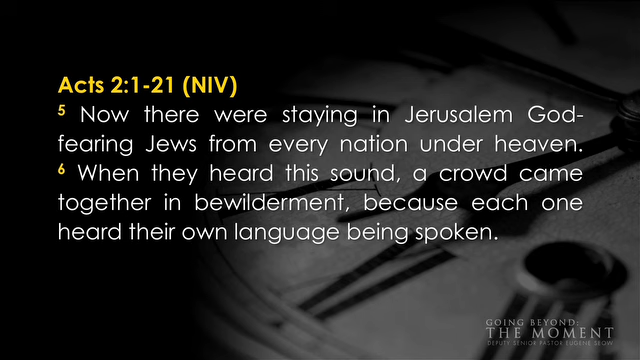 Acts 2:1-21 (NIV)
5 Now there were staying in Jerusalem God-
fearing Jews from every nation under heaven.
6 When they heard this sound, a crowd came
together in bewilderment, because each one
heard their own language being spoken.
GOING BEYOND:
THE MOMENT
DEPUTY SENIOR PASTOR EUGENE SEOW